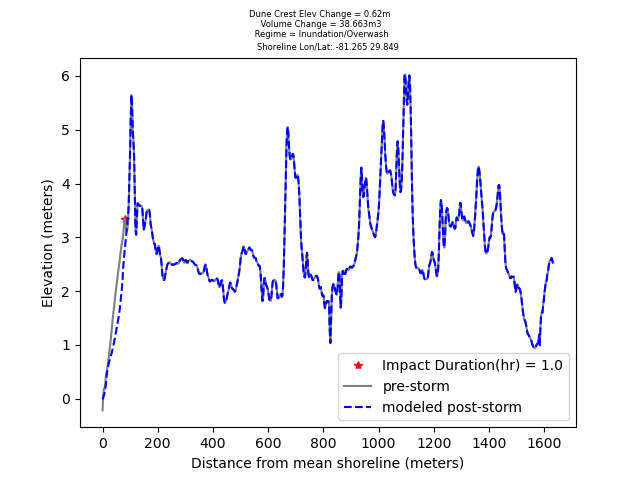 Dune Crest Elev Change = 0.62m
Volume Change = 38.663m3
Regime = Inundation/Overwash
Shoreline Lon/Lat: -81.265 29.849
6
5
4
3
2
1
0
Elevation (meters)
Impact Duration(hr) = 1.0
pre-storm
modeled post-storm
0 200 400 600 800 1000 1200 1400 1600
Distance from mean shoreline (meters)